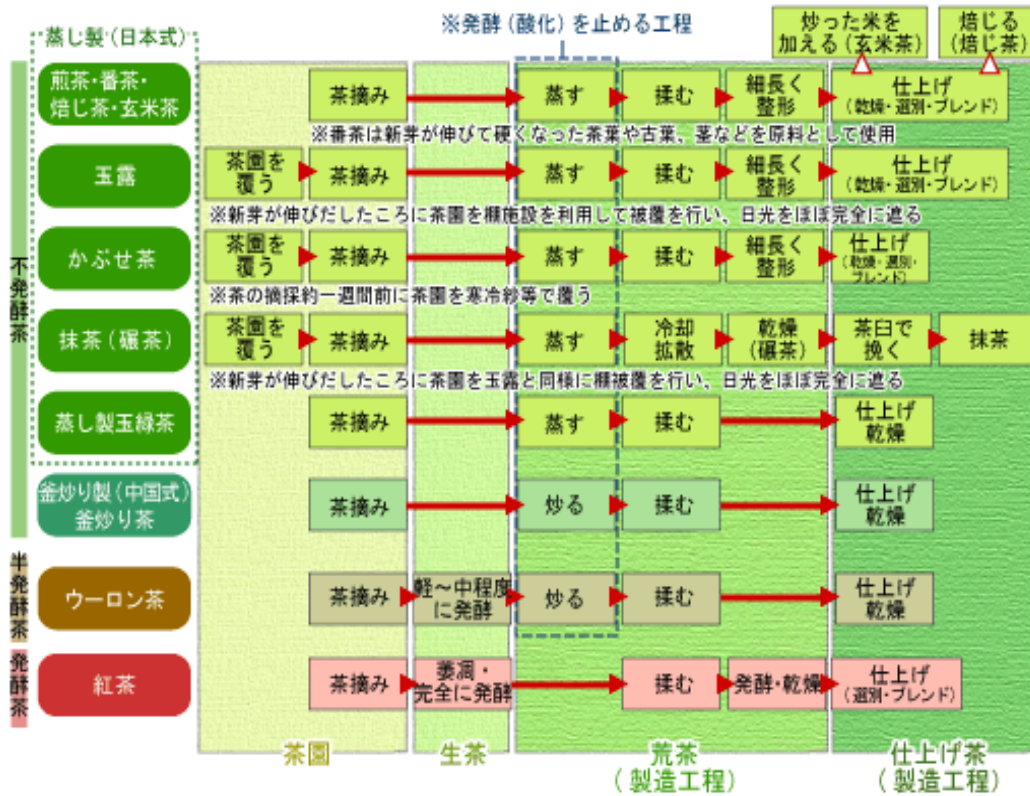 蒸し製(日本式)
※発酵(酸化)を止める工程
炒った米を
加える(玄米茶)
焙じる
(焙じ茶)
不発酵茶
煎茶・番茶・
焙じ茶・玄米茶
茶摘み
蒸す
揉む
細長く
整形
仕上げ
(乾燥・選別・ブレンド)
※番茶は新芽が伸びて硬くなった茶葉や古葉、茎などを原料として使用
玉露
茶園を
覆う
茶摘み
蒸す
揉む
細長く
整形
仕上げ
(乾燥・選別・ブレンド)
※新芽が伸びだしたころに茶園を棚施設を利用して被覆を行い、日光をほぼ完全に遮る
かぶせ茶
茶園を
覆う
茶摘み
蒸す
揉む
細長く
整形
仕上げ
(乾燥・選別・
ブレンド)
※茶の摘採約一週間前に茶園を寒冷紗等で覆う
抹茶(碾茶)
茶園を
覆う
茶摘み
蒸す
冷却
拡散
乾燥
(碾茶)
茶臼で
挽く
抹茶
※新芽が伸びだしたころに茶園を玉露と同様に棚被覆を行い、日光をほぼ完全に遮る
蒸し製玉緑茶
茶摘み
蒸す
揉む
仕上げ
乾燥
釜炒り製(中国式)
釜炒り茶
茶摘み
炒る
揉む
仕上げ
乾燥
半発酵茶
ウーロン茶
茶摘み
軽~中程度
に発酵
炒る
揉む
仕上げ
乾燥
発酵茶
紅茶
茶摘み
萎凋・
完全に発酵
揉む
発酵・乾燥
仕上げ
(選別・ブレンド)
茶園
生茶
荒茶
(製造工程)
仕上げ茶
(製造工程)